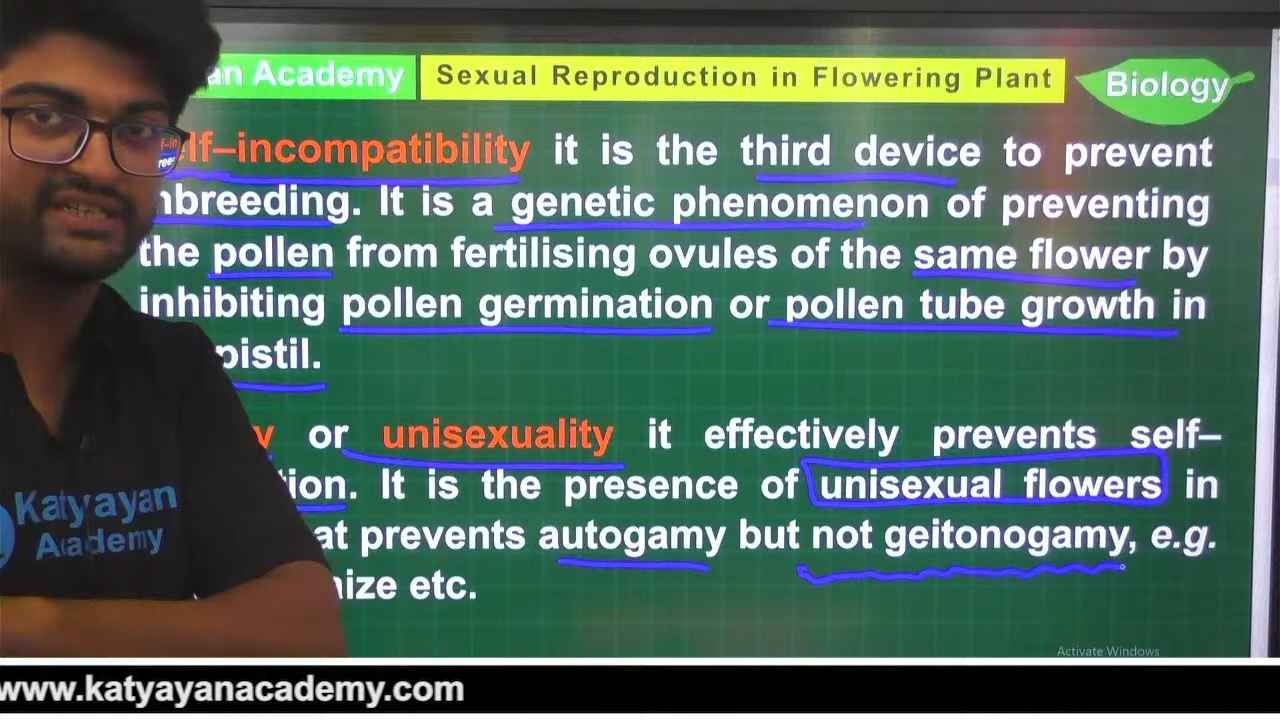 an Academy
Sexual Reproduction in Flowering Plant
Biology
elf–incompatibility it is the third device to prevent
nbreeding. It is a genetic phenomenon of preventing
the pollen from fertilising ovules of the same flower by
inhibiting pollen germination or pollen tube growth in
pistil.
y or unisexuality it effectively prevents self–
tion. It is the presence of unisexual flowers in
at prevents autogamy but not geitonogamy, e.g.
ize etc.
Katyayan
Academy
Activate Windows
www.katyayanacademy.com